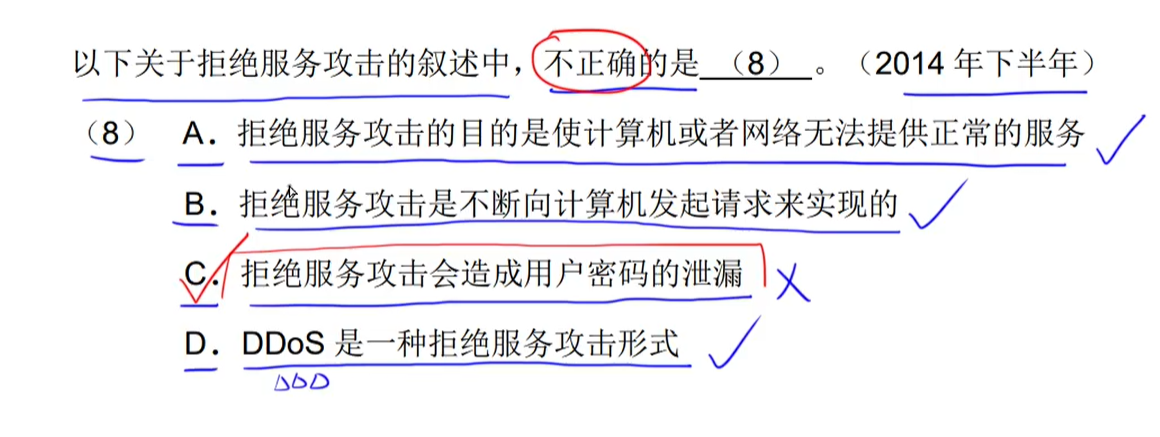 以下关于拒绝服务攻击的叙述中，不正确的是（8）。（2014 年下半年）
（8） A．拒绝服务攻击的目的是使计算机或者网络无法提供正常的服务
B．拒绝服务攻击是不断向计算机发起请求来实现的
C．拒绝服务攻击会造成用户密码的泄漏
D．DDoS 是一种拒绝服务攻击形式
DDD